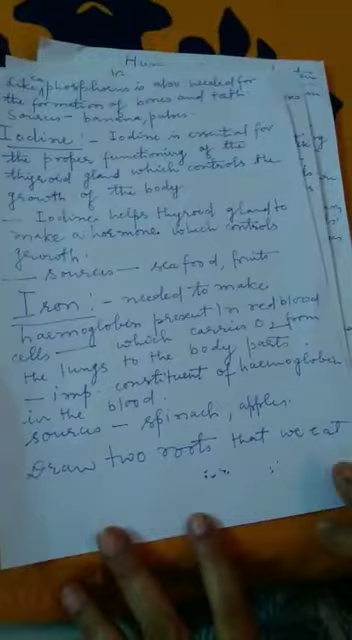 Hum
like Ca, phosphorus is also needed for
the formation of bones and teeth
Sources - banana, pulses.
Iodine :- Iodine is essential for
the proper functioning of the
thyroid gland which controls the
growth of the body
- Iodine helps thyroid gland to
make a hormone which controls
growth.
- sources - seafood, fruits
Iron :- needed to make
haemoglobin present in red blood
cells - which carries O2 from
the lungs to the body parts.
- imp. constituent of haemoglobin
in the blood.
sources - spinach, apples.
Draw two roots that we eat